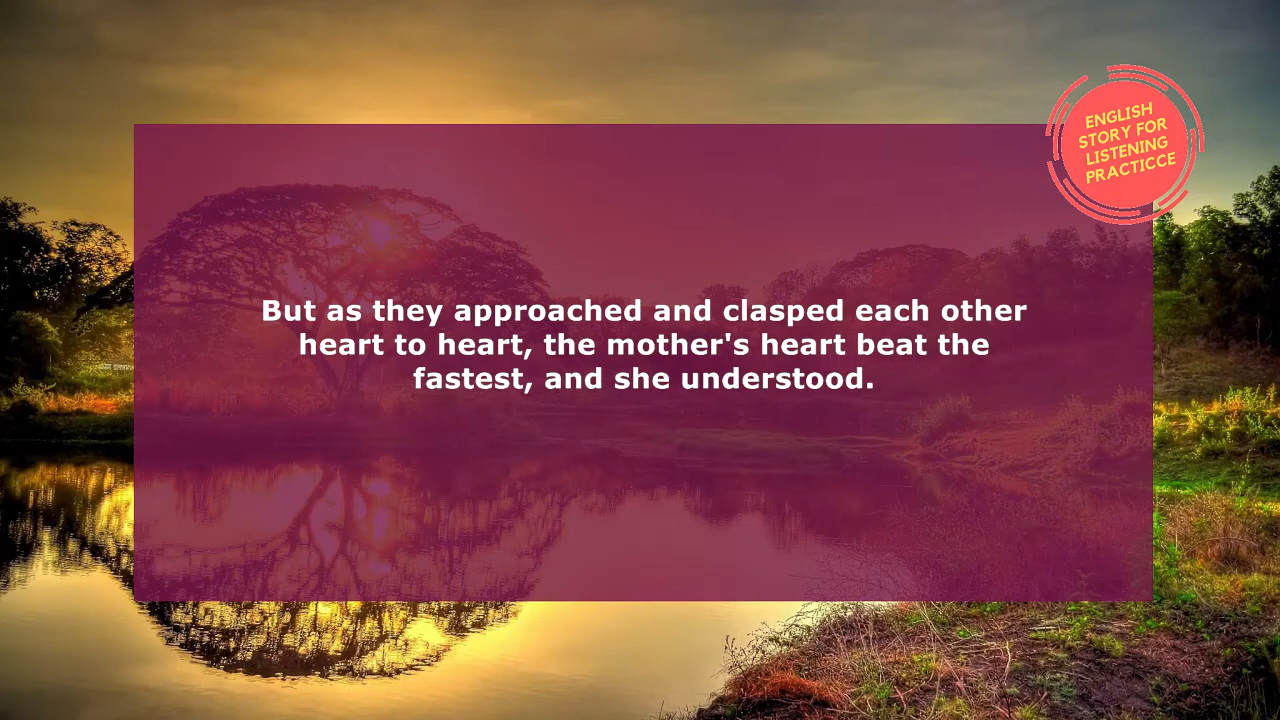 ENGLISH
STORY FOR
LISTENING
PRACTICCE
But as they approached and clasped each other
heart to heart, the mother's heart beat the
fastest, and she understood.